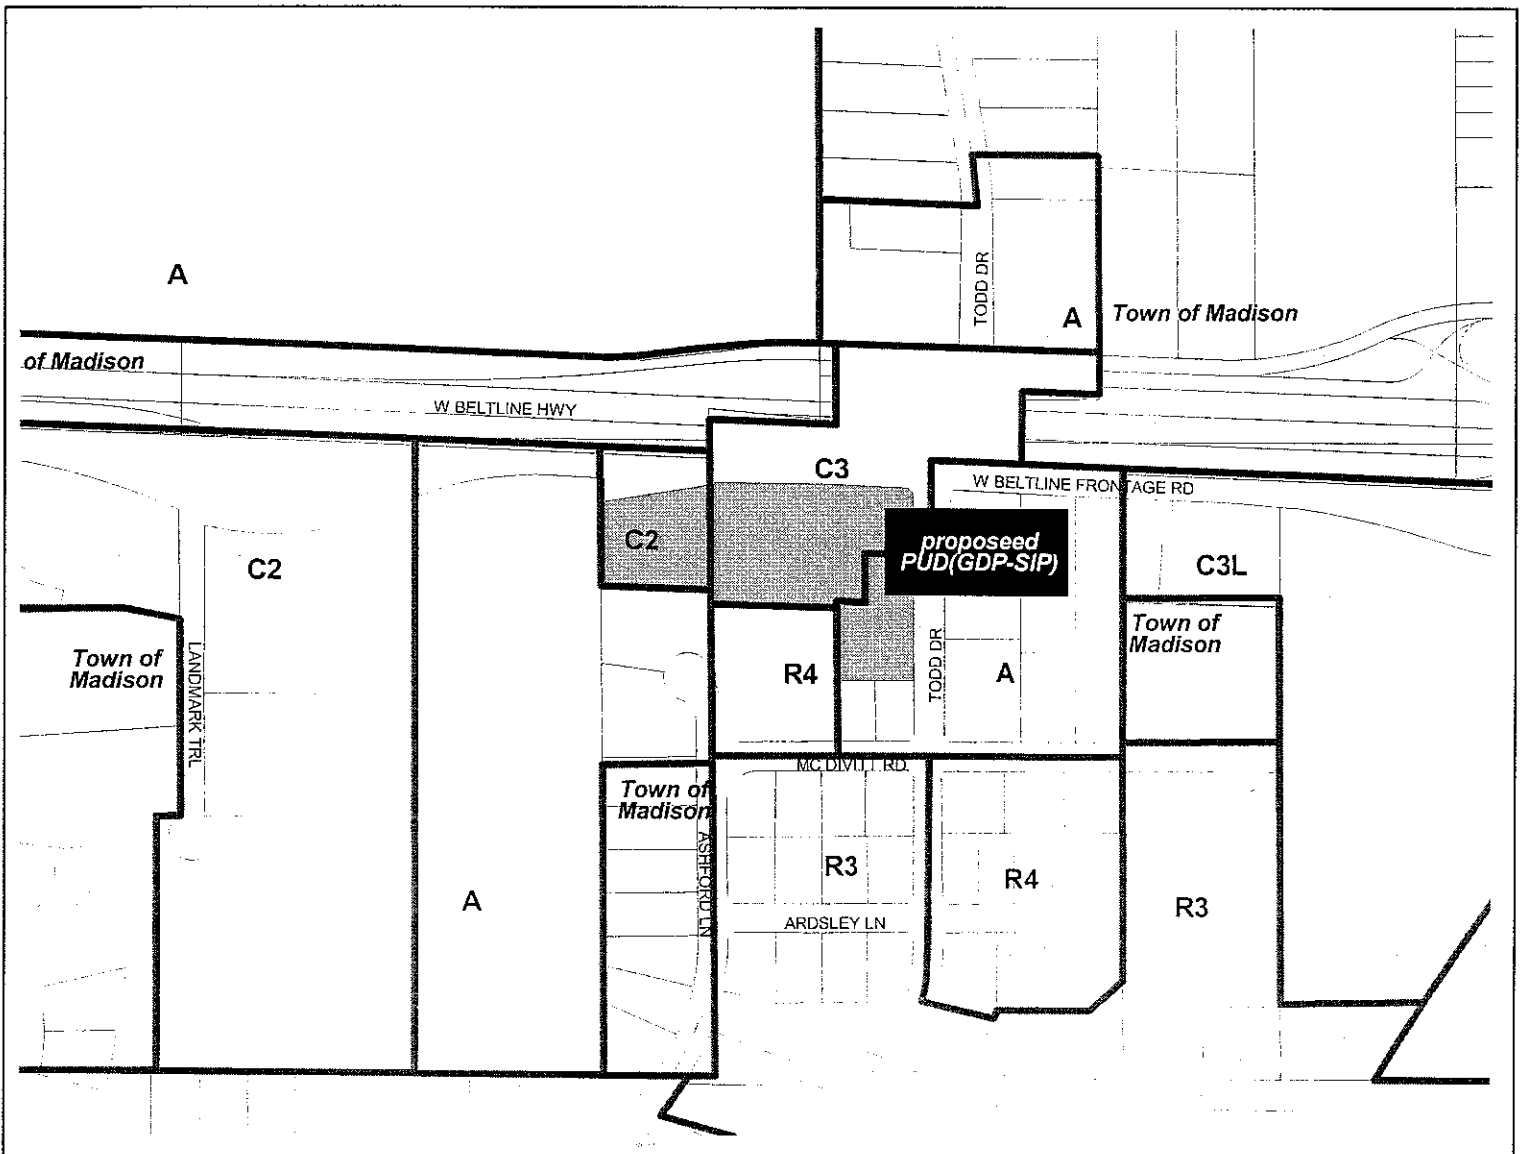 A
TODD DR
A
Town of Madison
of Madison
W BELTLINE HWY
C3
W BELTLINE FRONTAGE RD
C2
proposeed
PUD(GDP-SIP)
C2
C3L
Town of
Madison
LANDMARK TRL
Town of
Madison
R4
TODD DR
A
MC DIVITT RD
Town of
Madison
ASHFORD LN
R3
R4
A
R3
ARDSLEY LN